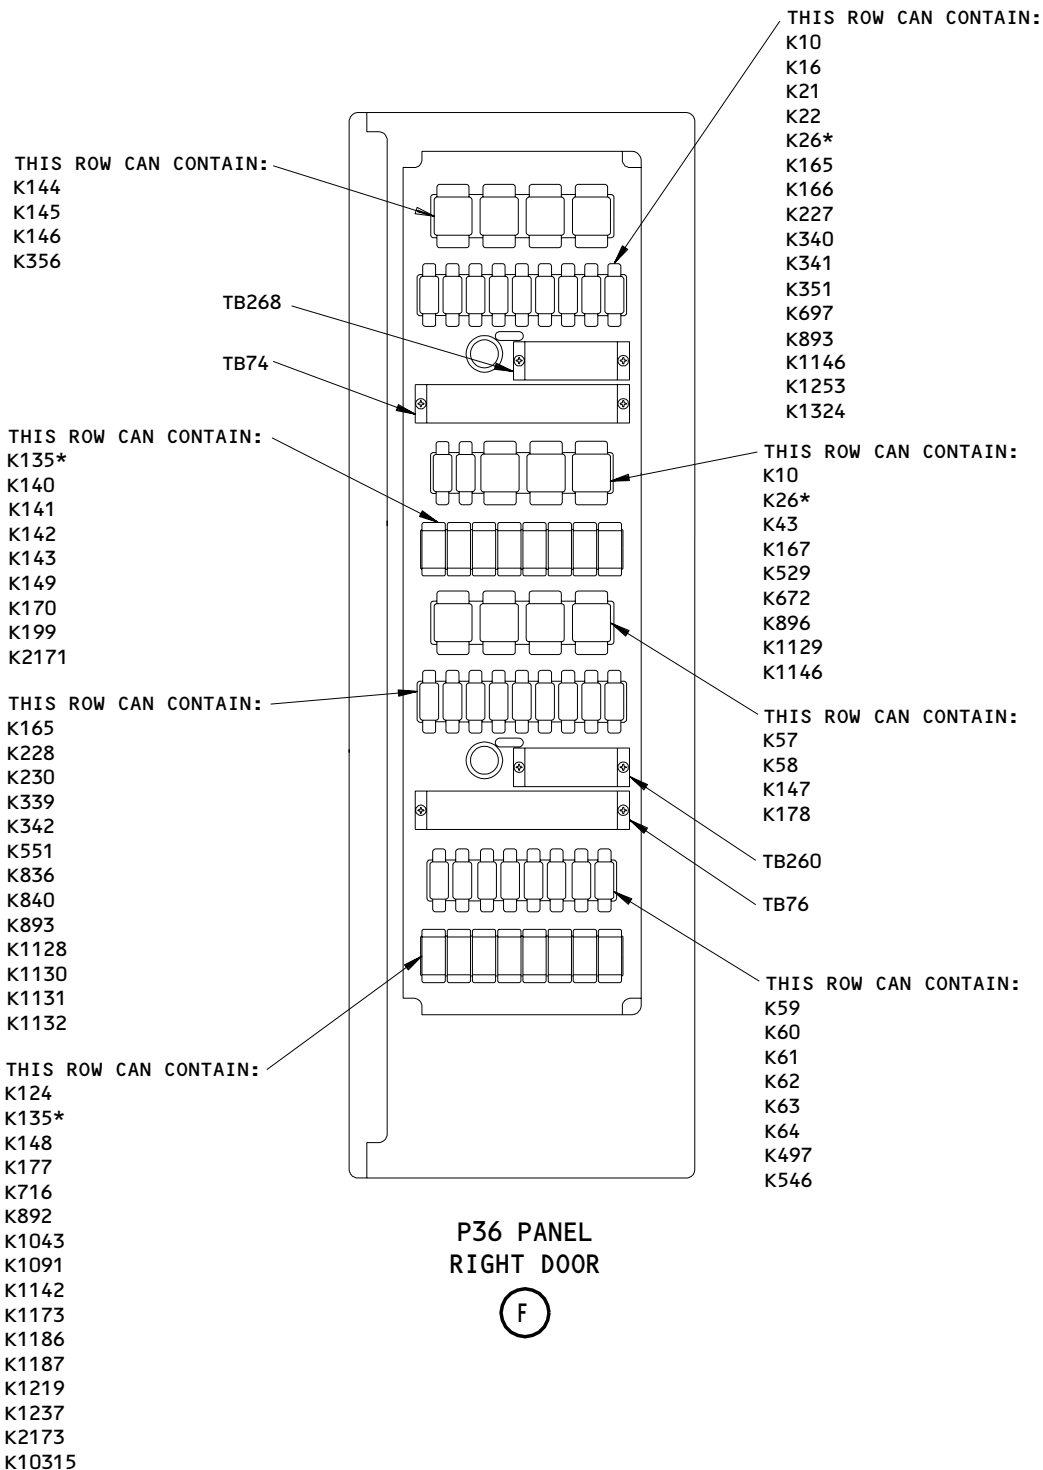 THIS ROW CAN CONTAIN:
K144
K145
K146
K356
TB268
TB74
THIS ROW CAN CONTAIN:
K135*
K140
K141
K142
K143
K149
K170
K199
K2171
THIS ROW CAN CONTAIN:
K165
K228
K230
K339
K342
K551
K836
K840
K893
K1128
K1130
K1131
K1132
THIS ROW CAN CONTAIN:
K124
K135*
K148
K177
K716
K892
K1043
K1091
K1142
K1173
K1186
K1187
K1219
K1237
K2173
K10315
THIS ROW CAN CONTAIN:
K10
K16
K21
K22
K26*
K165
K166
K227
K340
K341
K351
K697
K893
K1146
K1253
K1324
THIS ROW CAN CONTAIN:
K10
K26*
K43
K167
K529
K672
K896
K1129
K1146
THIS ROW CAN CONTAIN:
K57
K58
K147
K178
TB260
TB76
THIS ROW CAN CONTAIN:
K59
K60
K61
K62
K63
K64
K497
K546
P36 PANEL
RIGHT DOOR
F